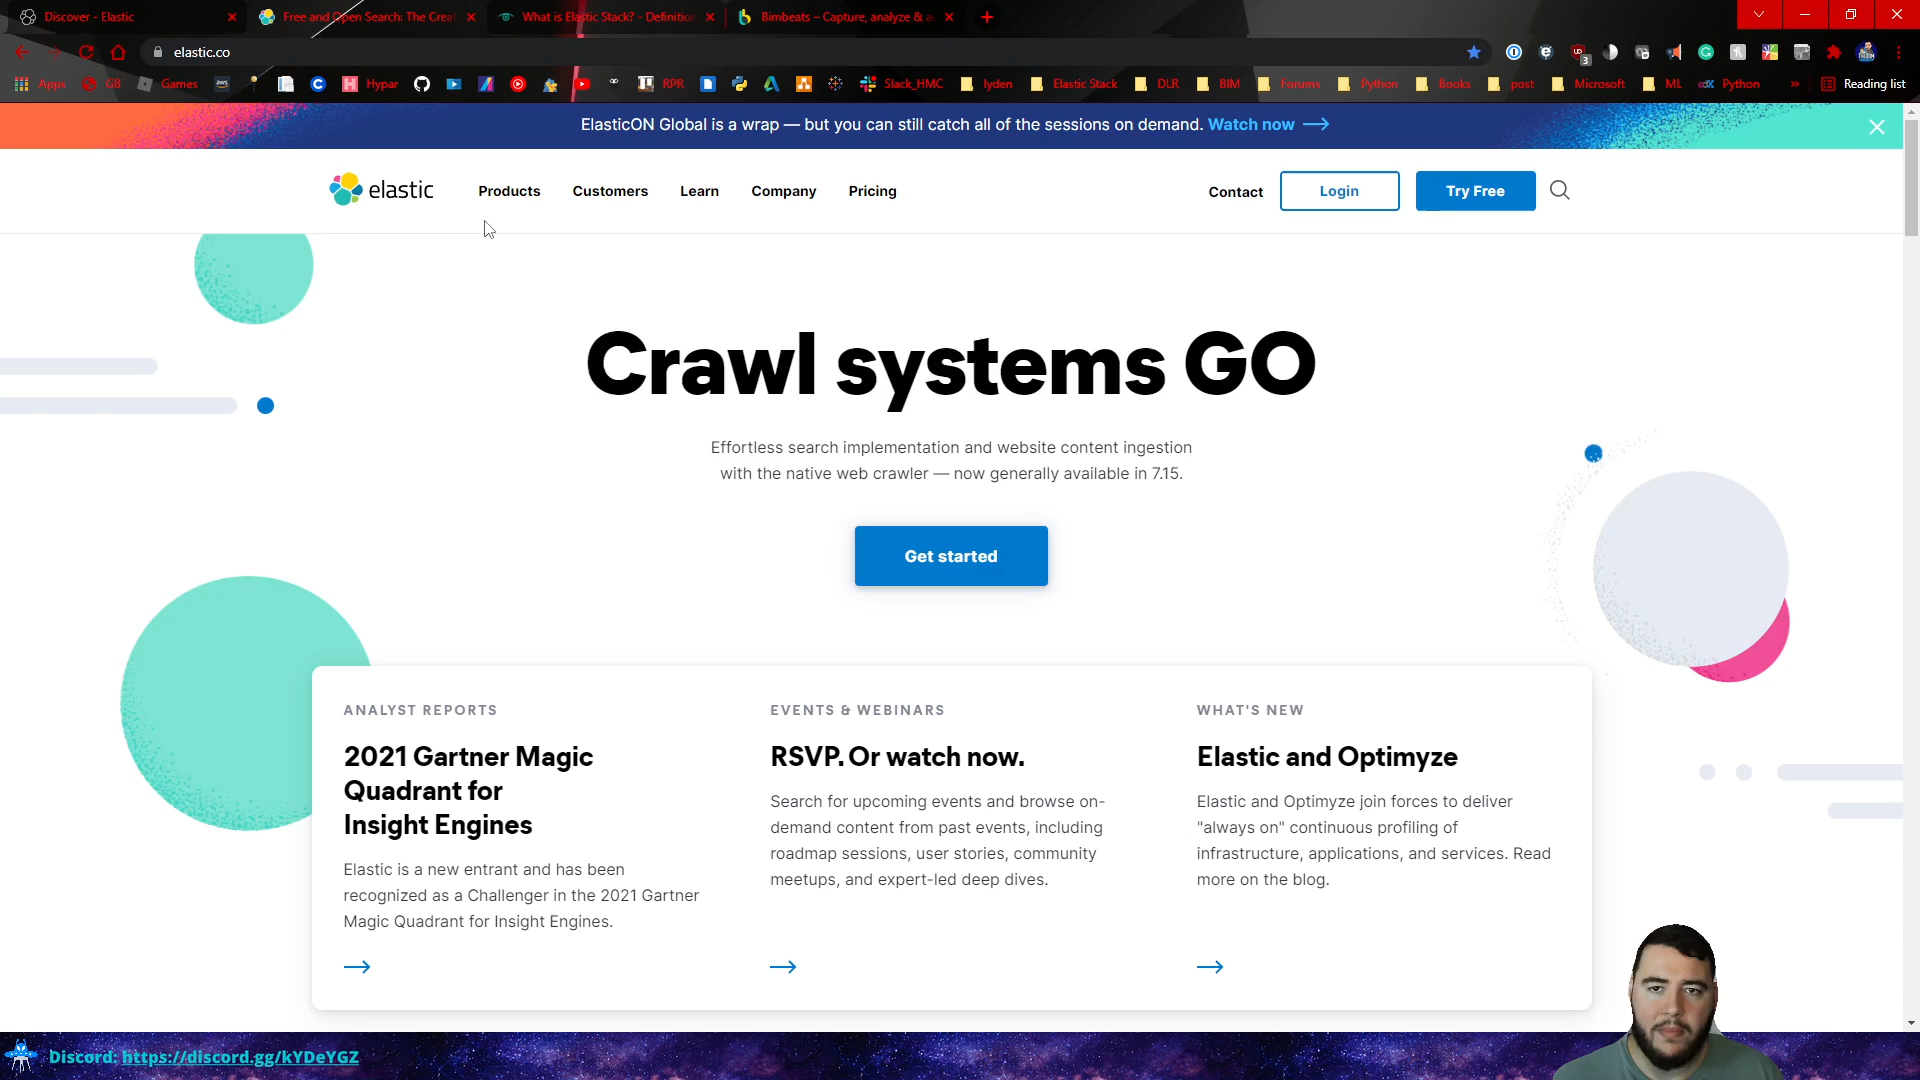 Discover - Elastic
Free and Open Search: The Crea
What is Elastic Stack? - Definition
Bimbeats – Capture, analyze & a
elastic.co
3
Apps
GB
Games
aws
Hypar
RPR
Slack_HMC
lyden
Elastic Stack
DLR
BIM
Forums
Python
Books
post
Microsoft
ML
edX
Python
»
Reading list
ElasticON Global is a wrap — but you can still catch all of the sessions on demand. Watch now
elastic
Products
Customers
Learn
Company
Pricing
Contact
Login
Try Free
Crawl systems GO
Effortless search implementation and website content ingestion
with the native web crawler — now generally available in 7.15.
Get started
ANALYST REPORTS
2021 Gartner Magic
Quadrant for
Insight Engines
Elastic is a new entrant and has been
recognized as a Challenger in the 2021 Gartner
Magic Quadrant for Insight Engines.
EVENTS & WEBINARS
RSVP. Or watch now.
Search for upcoming events and browse on-
demand content from past events, including
roadmap sessions, user stories, community
meetups, and expert-led deep dives.
WHAT'S NEW
Elastic and Optimyze
Elastic and Optimyze join forces to deliver
"always on" continuous profiling of
infrastructure, applications, and services. Read
more on the blog.
Discord: https://discord.gg/kYDeYGZ